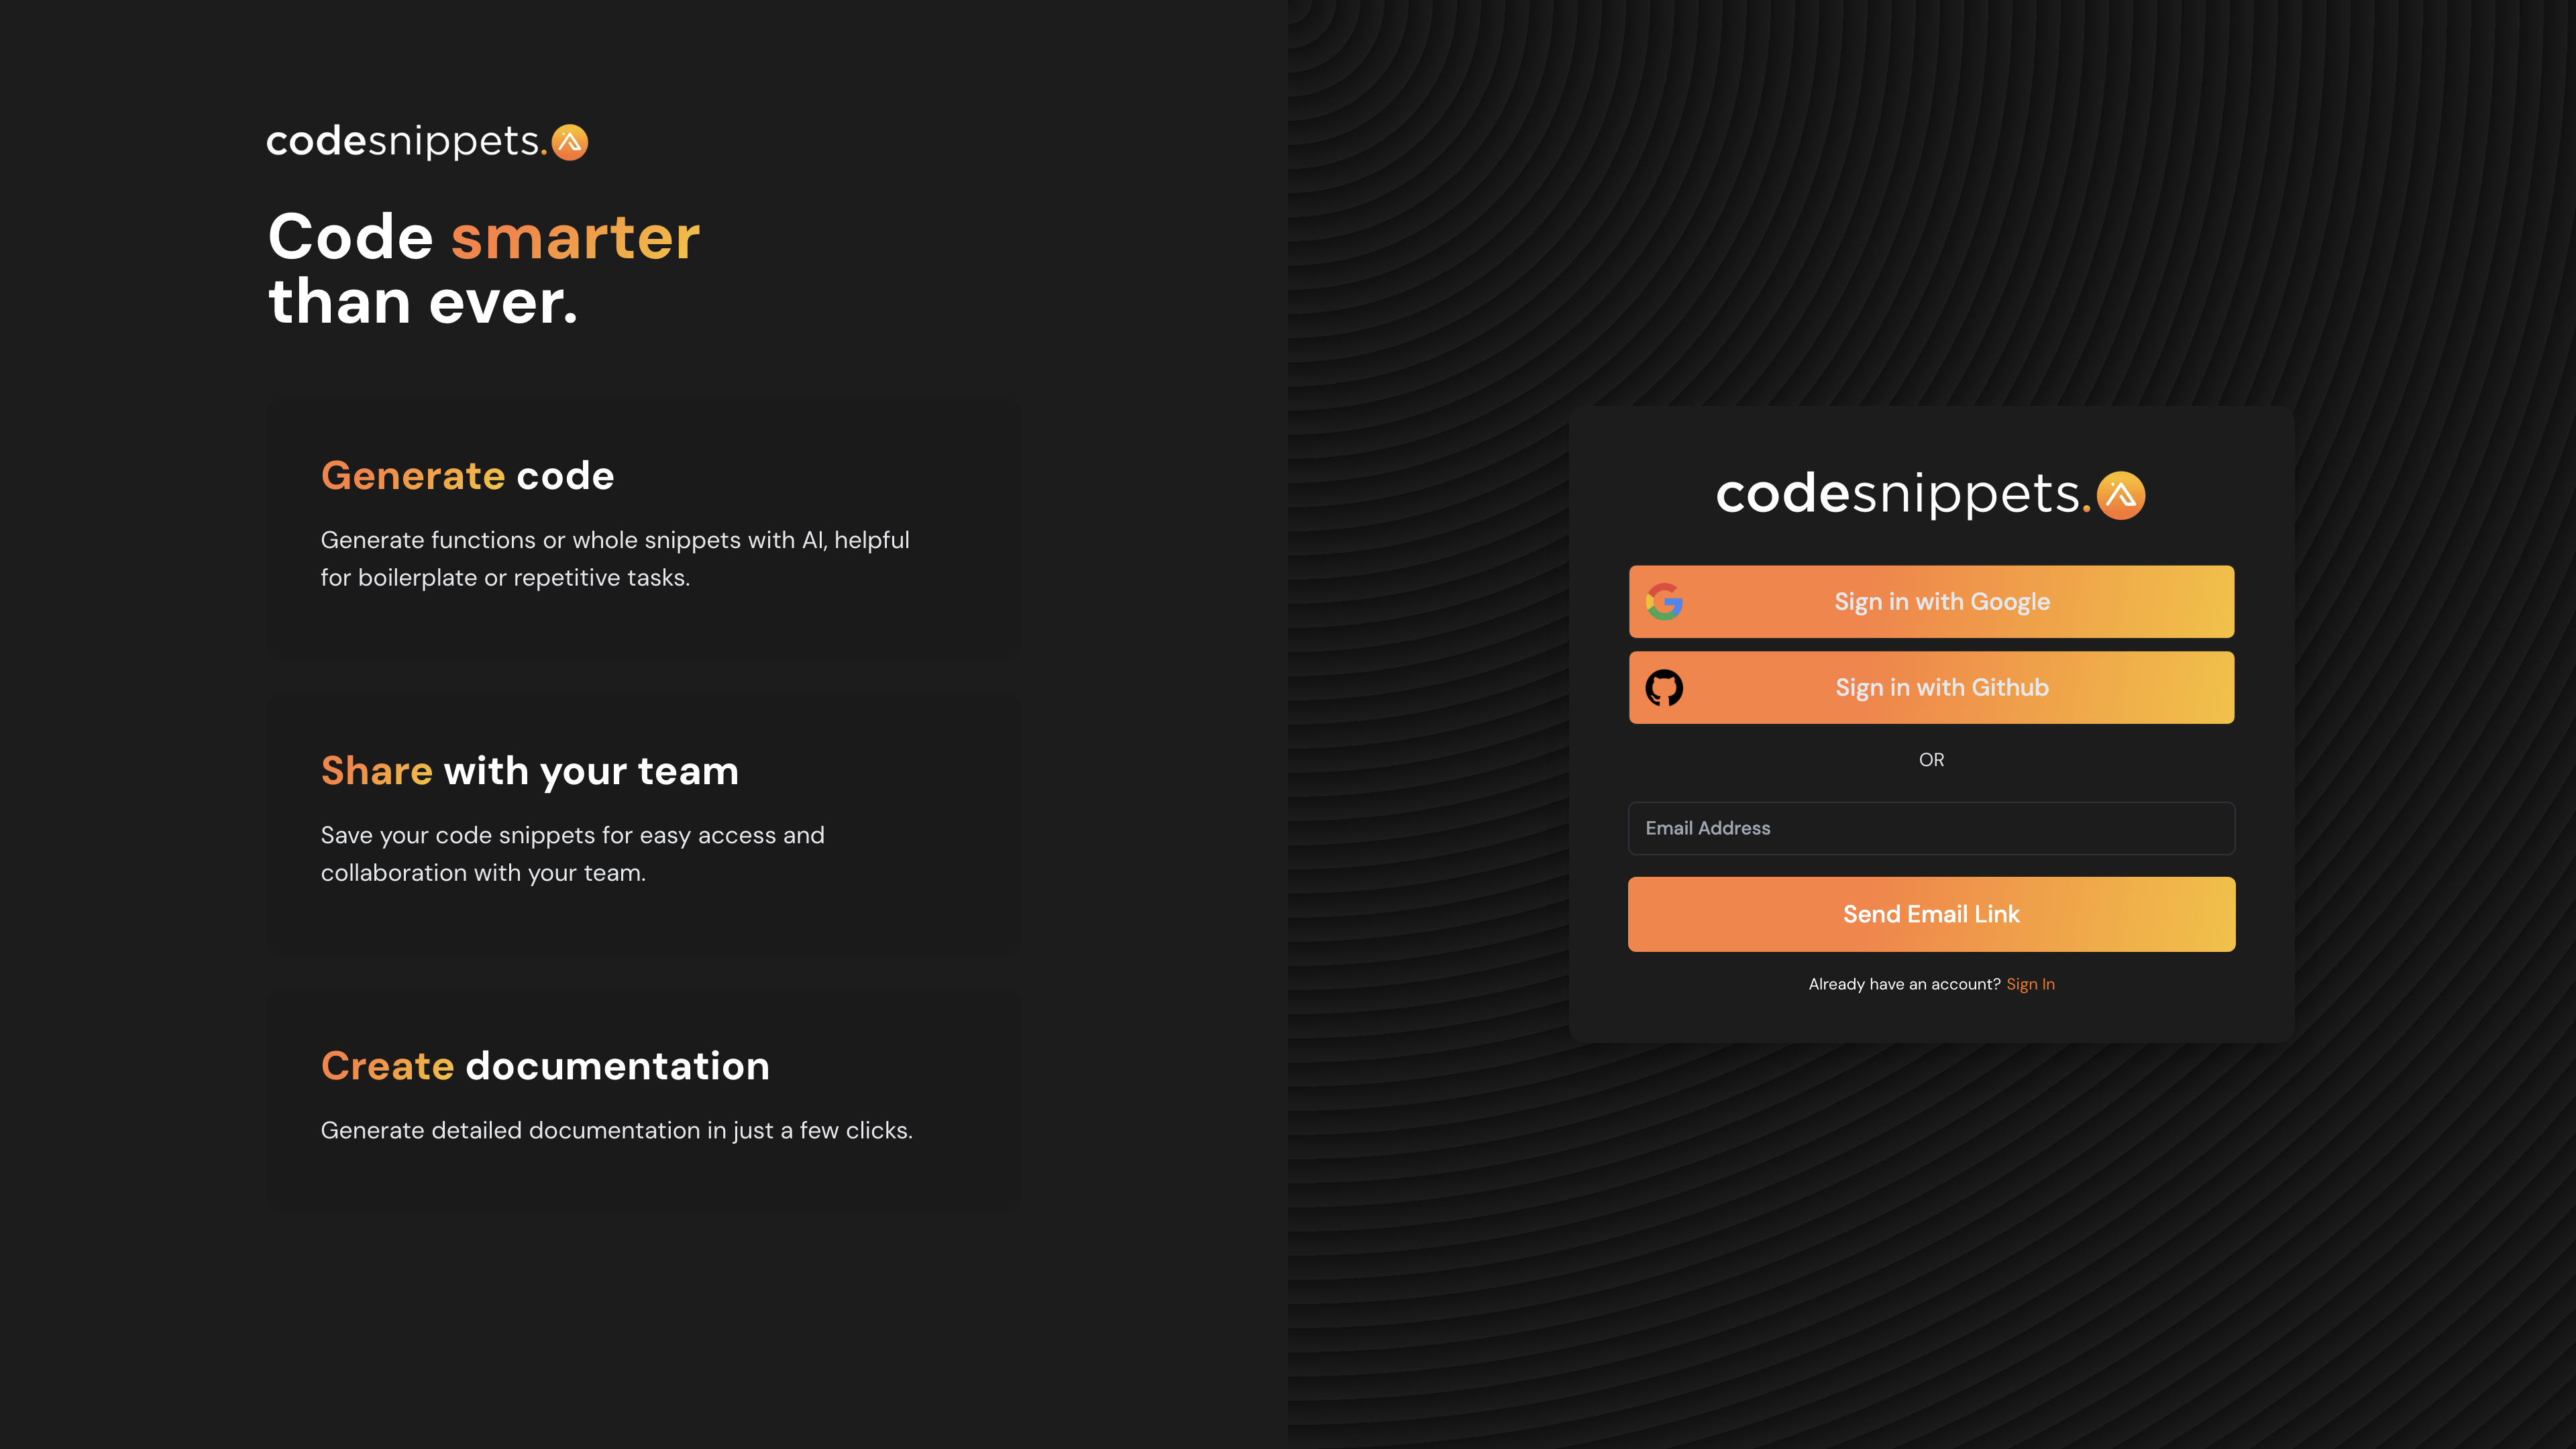 codesnippets.
Code smarter
than ever.
Generate code
Generate functions or whole snippets with AI, helpful
for boilerplate or repetitive tasks.
Share with your team
Save your code snippets for easy access and
collaboration with your team.
Create documentation
Generate detailed documentation in just a few clicks.
codesnippets.
Sign in with Google
Sign in with Github
OR
Email Address
Send Email Link
Already have an account? Sign In